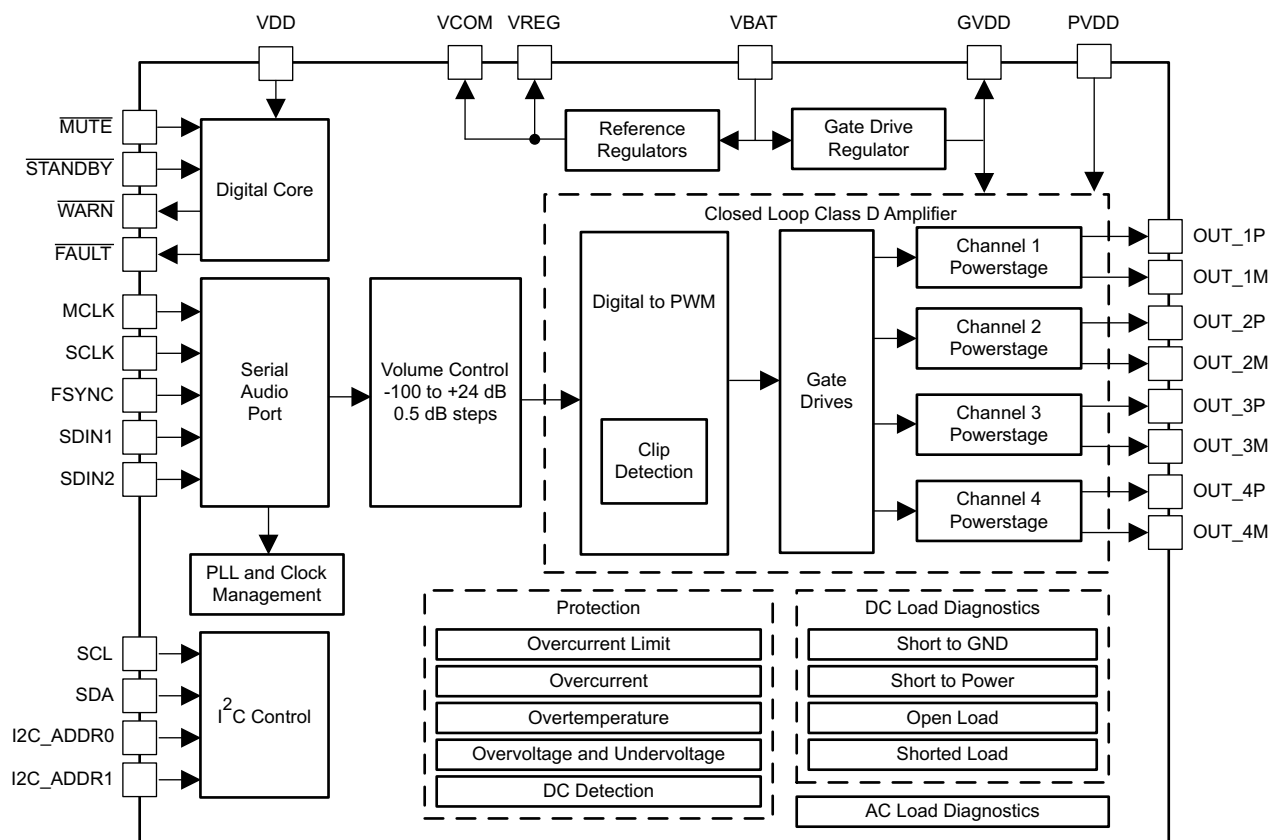 VDD
VCOM
VREG
VBAT
GVDD
PVDD
MUTE
STANDBY
WARN
FAULT
Digital Core
Reference
Regulators
Gate Drive
Regulator
MCLK
SCLK
FSYNC
SDIN1
SDIN2
Serial
Audio
Port
Volume Control
-100 to +24 dB
0.5 dB steps
Closed Loop Class D Amplifier
Digital to PWM
Clip
Detection
Gate
Drives
Channel 1
Powerstage
Channel 2
Powerstage
Channel 3
Powerstage
Channel 4
Powerstage
OUT_1P
OUT_1M
OUT_2P
OUT_2M
OUT_3P
OUT_3M
OUT_4P
OUT_4M
PLL and Clock
Management
SCL
SDA
I2C_ADDR0
I2C_ADDR1
I²C Control
Protection
Overcurrent Limit
Overcurrent
Overtemperature
Overvoltage and Undervoltage
DC Detection
DC Load Diagnostics
Short to GND
Short to Power
Open Load
Shorted Load
AC Load Diagnostics